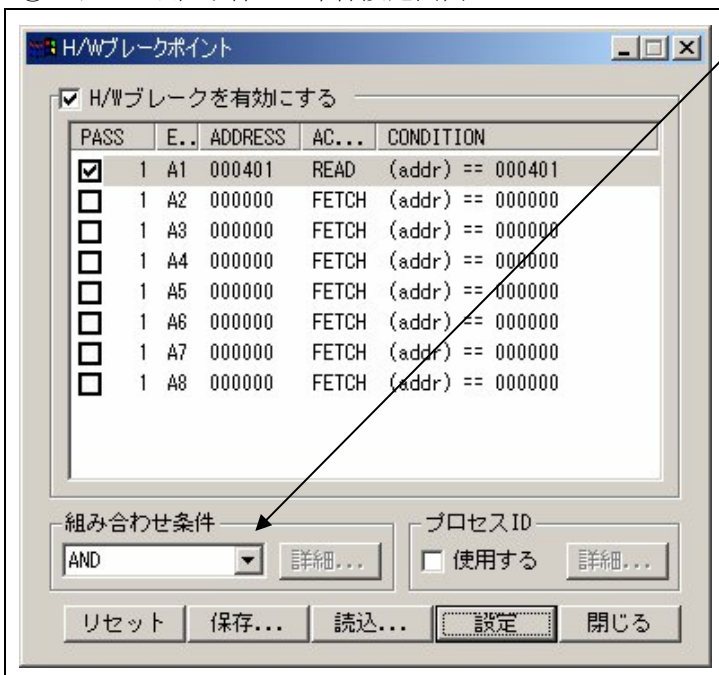 H/Wブレークポイント
H/Wブレークを有効にする
PASS E.. ADDRESS AC... CONDITION
1 A1 000401 READ (addr) == 000401
1 A2 000000 FETCH (addr) == 000000
1 A3 000000 FETCH (addr) == 000000
1 A4 000000 FETCH (addr) == 000000
1 A5 000000 FETCH (addr) == 000000
1 A6 000000 FETCH (addr) == 000000
1 A7 000000 FETCH (addr) == 000000
1 A8 000000 FETCH (addr) == 000000
組み合わせ条件 プロセスID
AND 詳細... 使用する 詳細...
リセット 保存... 読込... 設定 閉じる